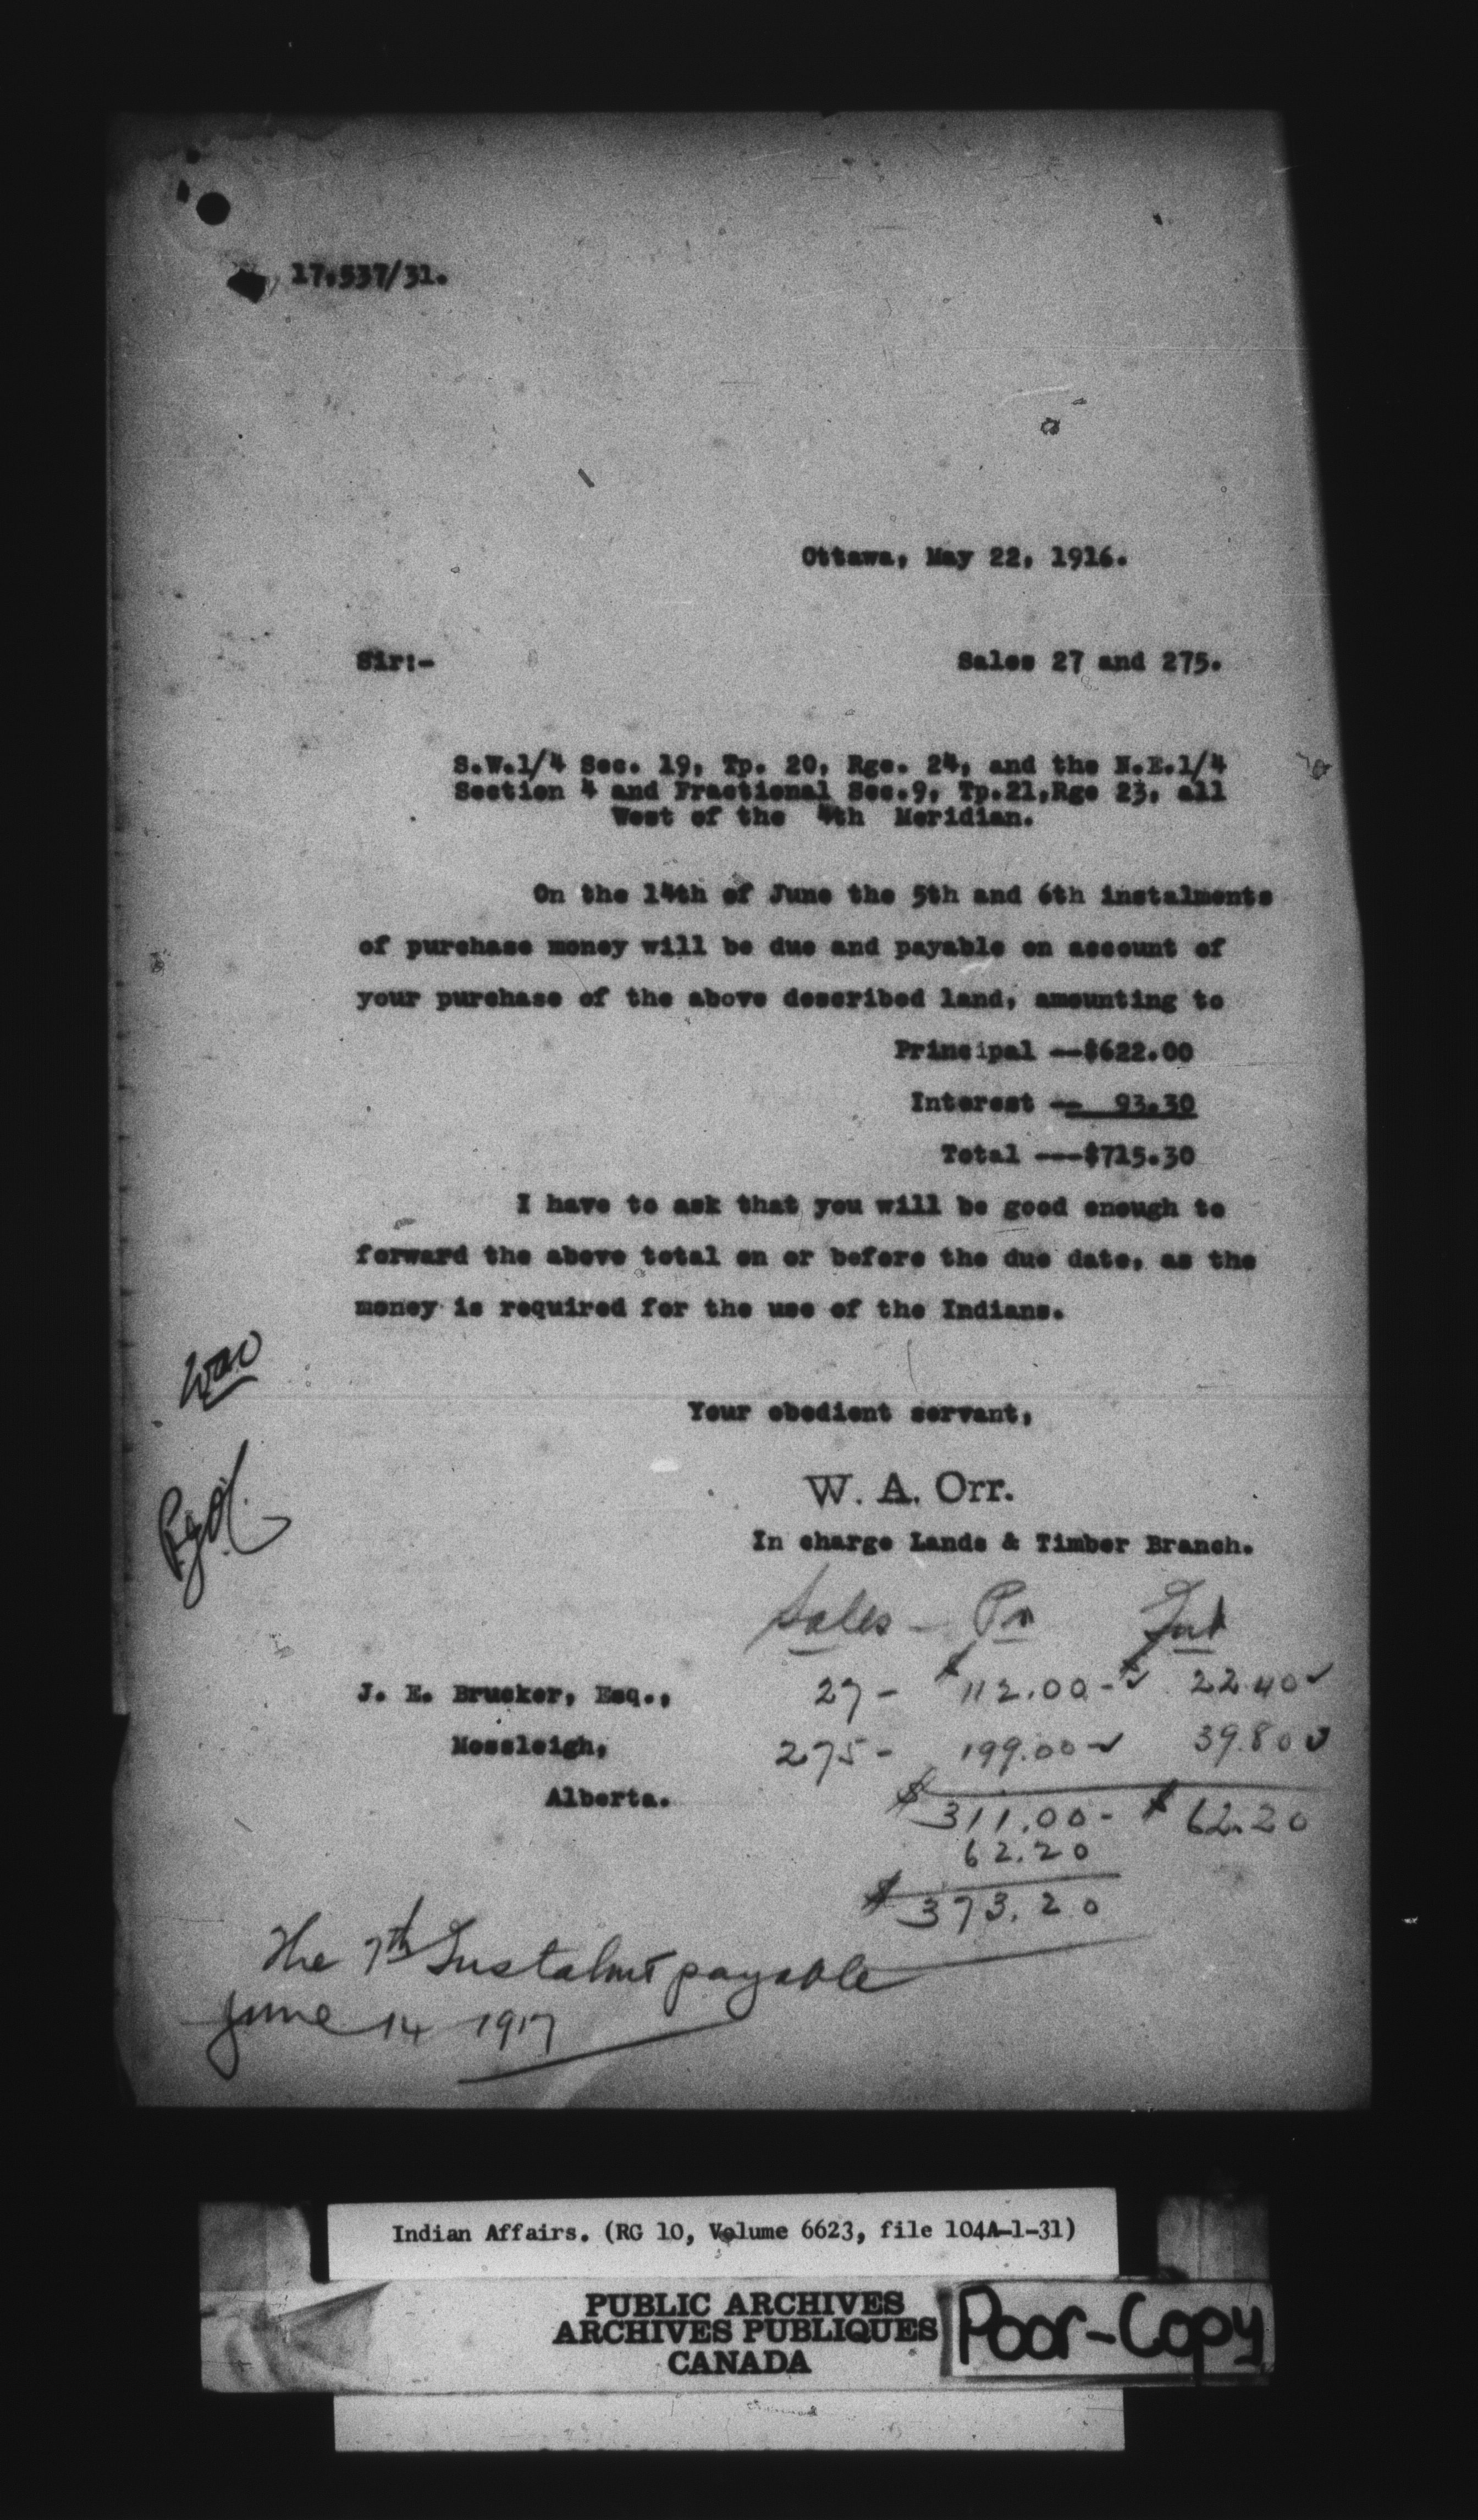 17.537/31.
Ottawa, May 22, 1916.
Sir:- Sales 27 and 275.
S.W.1/4 Sec. 19, Tp. 20, Rge. 24, and the N.E.1/4
Section 4 and Fractional Sec.9, Tp.21,Rge 23, all
West of the 4th Meridian.
On the 14th of June the 5th and 6th instalments
of purchase money will be due and payable on account of
your purchase of the above described land, amounting to
Principal --$622.00
Interest -- 93.30
Total ---$715.30
I have to ask that you will be good enough to
forward the above total on or before the due date, as the
money is required for the use of the Indians.
Your obedient servant,
W. A. Orr.
In charge Lands & Timber Branch.
Sales - Pn Int
J. E. Brucker, Esq., 27 - $112.00 - $ 22.40
Mossleigh, 275 - 199.00 - 39.80
Alberta.
$311.00 - $62.20
62.20
$373.20
The 7th Instalmt payable
June 14 1917
Indian Affairs. (RG 10, Volume 6623, file 104A-1-31)
PUBLIC ARCHIVES
ARCHIVES PUBLIQUES
CANADA
Poor-Copy